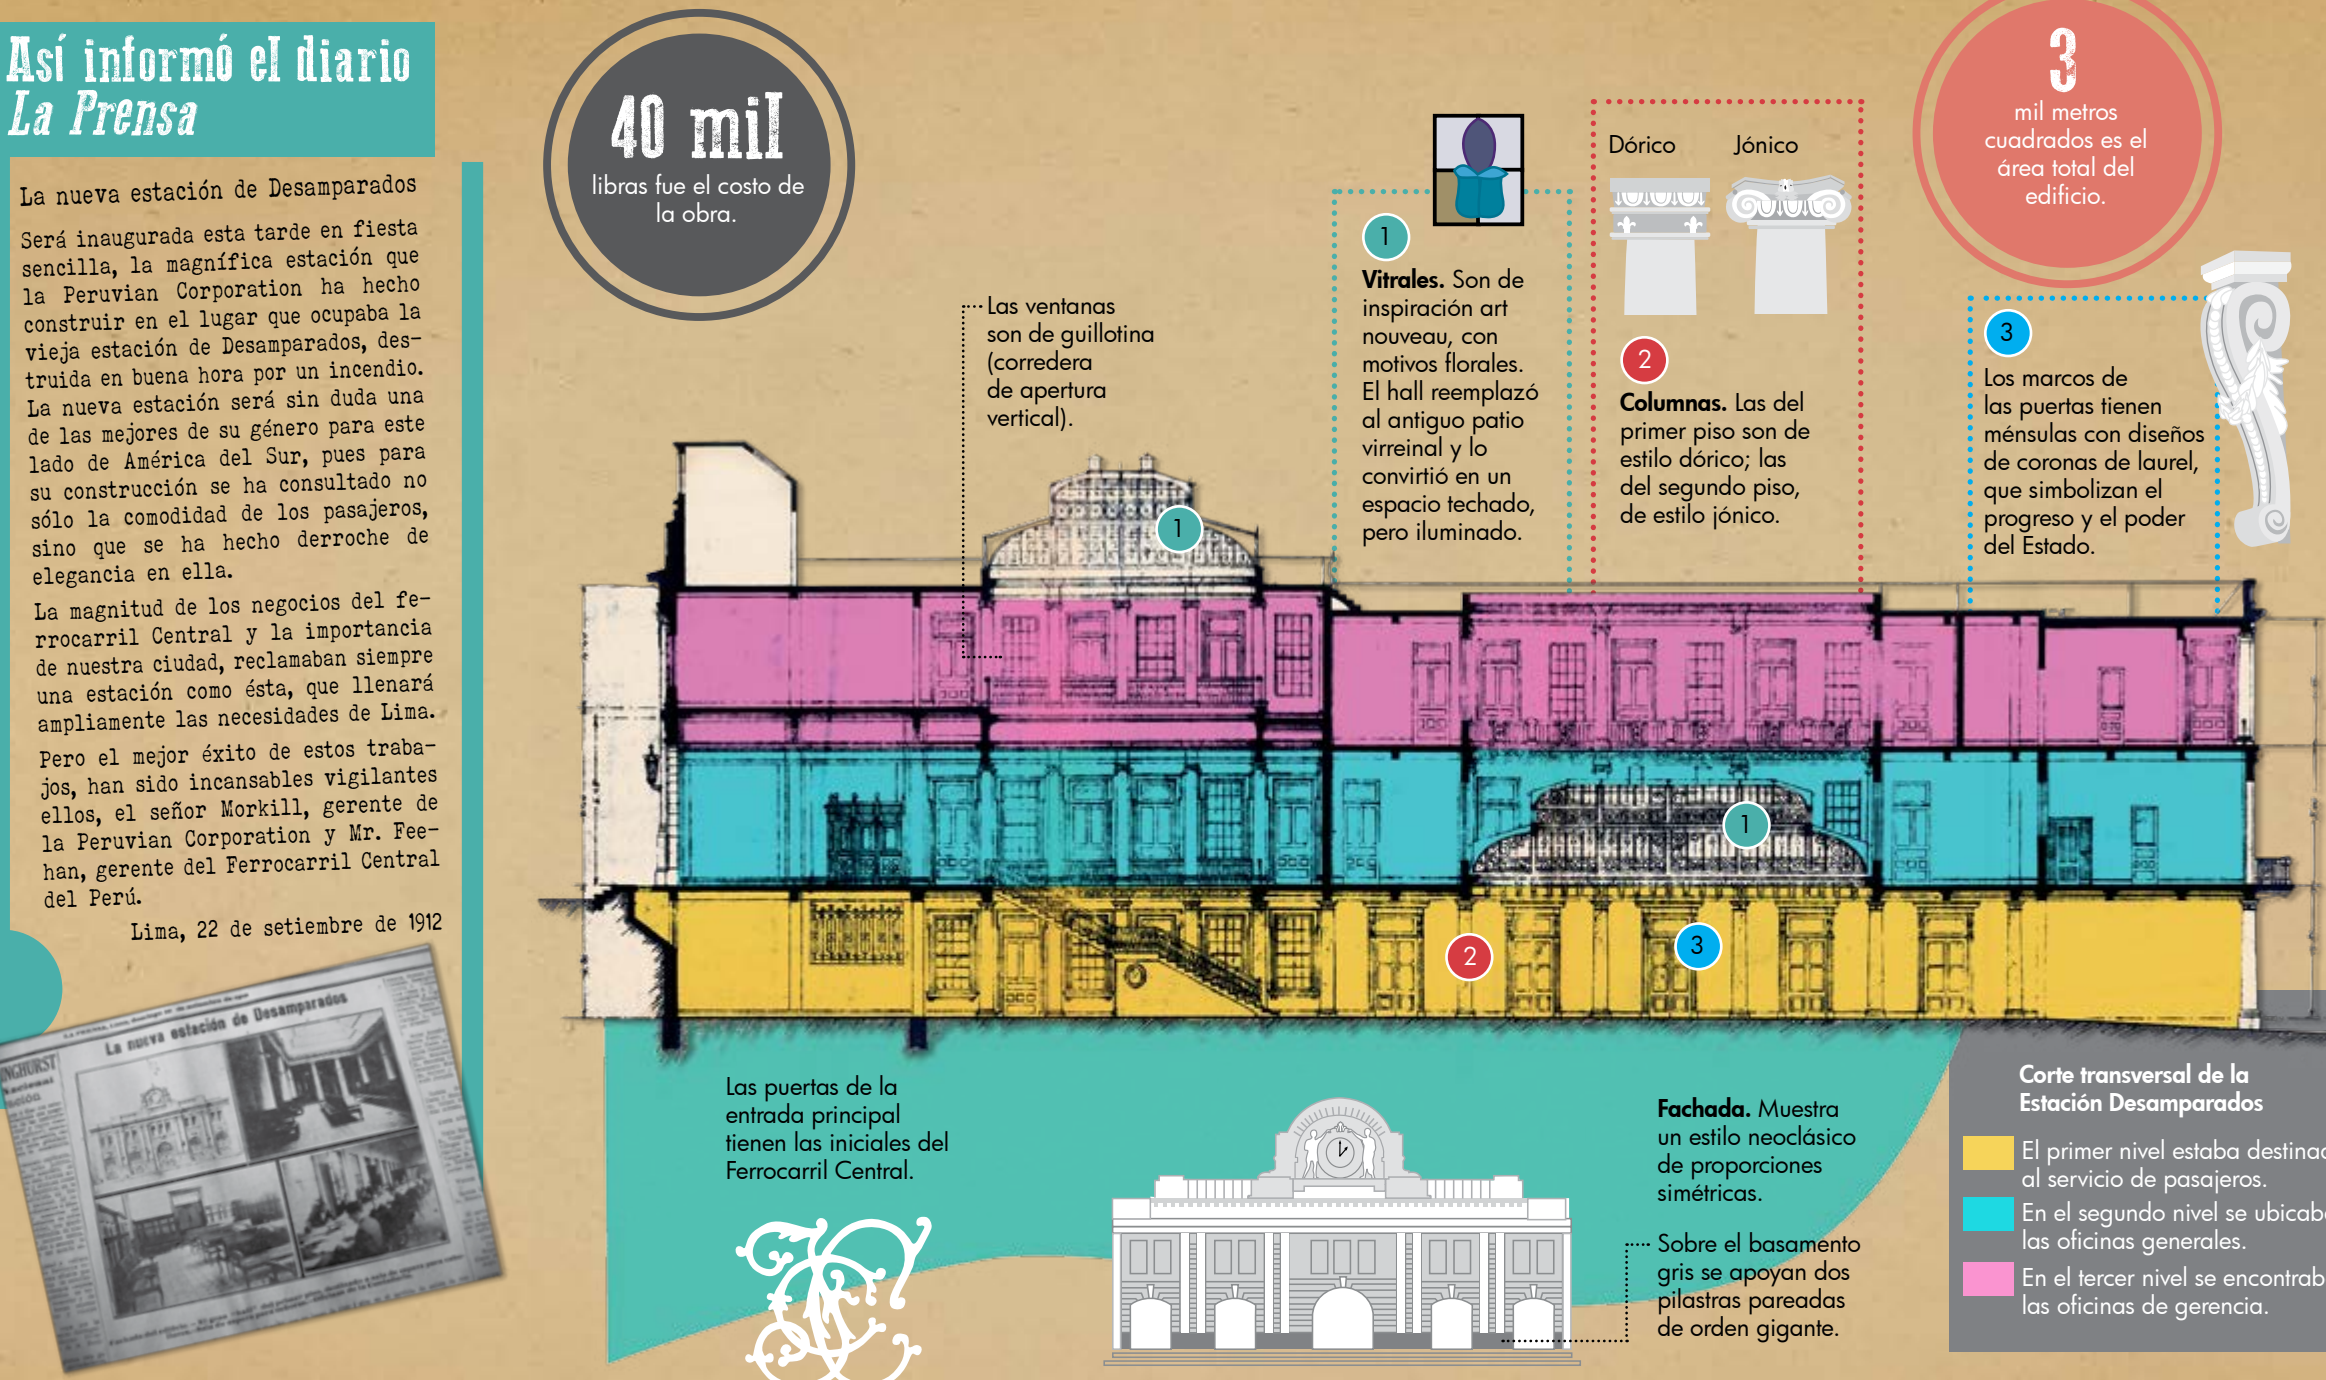 Así informó el diario
La Prensa
La nueva estación de Desamparados
Será inaugurada esta tarde en fiesta
sencilla, la magnífica estación que
la Peruvian Corporation ha hecho
construir en el lugar que ocupaba la
vieja estación de Desamparados, des-
truida en buena hora por un incendio.
La nueva estación será sin duda una
de las mejores de su género para este
lado de América del Sur, pues para
su construcción se ha consultado no
sólo la comodidad de los pasajeros,
sino que se ha hecho derroche de
elegancia en ella.
La magnitud de los negocios del fe-
rrocarril Central y la importancia
de nuestra ciudad, reclamaban siempre
una estación como ésta, que llenará
ampliamente las necesidades de Lima.
Pero el mejor éxito de estos traba-
jos, han sido incansables vigilantes
ellos, el señor Morkill, gerente de
la Peruvian Corporation y Mr. Fee-
han, gerente del Ferrocarril Central
del Perú.
Lima, 22 de setiembre de 1912
La nueva estación de Desamparados
40 mil
libras fue el costo de
la obra.
Las ventanas
son de guillotina
(corredera
de apertura
vertical).
1
Vitrales. Son de
inspiración art
nouveau, con
motivos florales.
El hall reemplazó
al antiguo patio
virreinal y lo
convirtió en un
espacio techado,
pero iluminado.
Dórico
Jónico
2
Columnas. Las del
primer piso son de
estilo dórico; las
del segundo piso,
de estilo jónico.
3
mil metros
cuadrados es el
área total del
edificio.
3
Los marcos de
las puertas tienen
ménsulas con diseños
de coronas de laurel,
que simbolizan el
progreso y el poder
del Estado.
1
1
2
3
Las puertas de la
entrada principal
tienen las iniciales del
Ferrocarril Central.
Fachada. Muestra
un estilo neoclásico
de proporciones
simétricas.
Sobre el basamento
gris se apoyan dos
pilastras pareadas
de orden gigante.
Corte transversal de la
Estación Desamparados
El primer nivel estaba destinad
al servicio de pasajeros.
En el segundo nivel se ubicab
las oficinas generales.
En el tercer nivel se encontrab
las oficinas de gerencia.